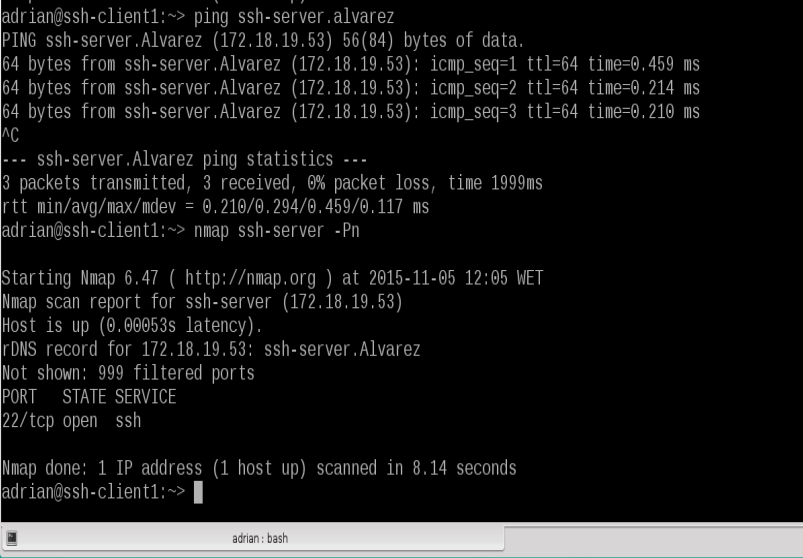 adrian@ssh-client1:~> ping ssh-server.alvarez
PING ssh-server.Alvarez (172.18.19.53) 56(84) bytes of data.
64 bytes from ssh-server.Alvarez (172.18.19.53): icmp_seq=1 ttl=64 time=0.459 ms
64 bytes from ssh-server.Alvarez (172.18.19.53): icmp_seq=2 ttl=64 time=0.214 ms
64 bytes from ssh-server.Alvarez (172.18.19.53): icmp_seq=3 ttl=64 time=0.210 ms
^C
--- ssh-server.Alvarez ping statistics ---
3 packets transmitted, 3 received, 0% packet loss, time 1999ms
rtt min/avg/max/mdev = 0.210/0.294/0.459/0.117 ms
adrian@ssh-client1:~> nmap ssh-server -Pn
Starting Nmap 6.47 ( http://nmap.org ) at 2015-11-05 12:05 WET
Nmap scan report for ssh-server (172.18.19.53)
Host is up (0.00053s latency).
rDNS record for 172.18.19.53: ssh-server.Alvarez
Not shown: 999 filtered ports
PORT   STATE SERVICE
22/tcp open  ssh
Nmap done: 1 IP address (1 host up) scanned in 8.14 seconds
adrian@ssh-client1:~>
adrian : bash